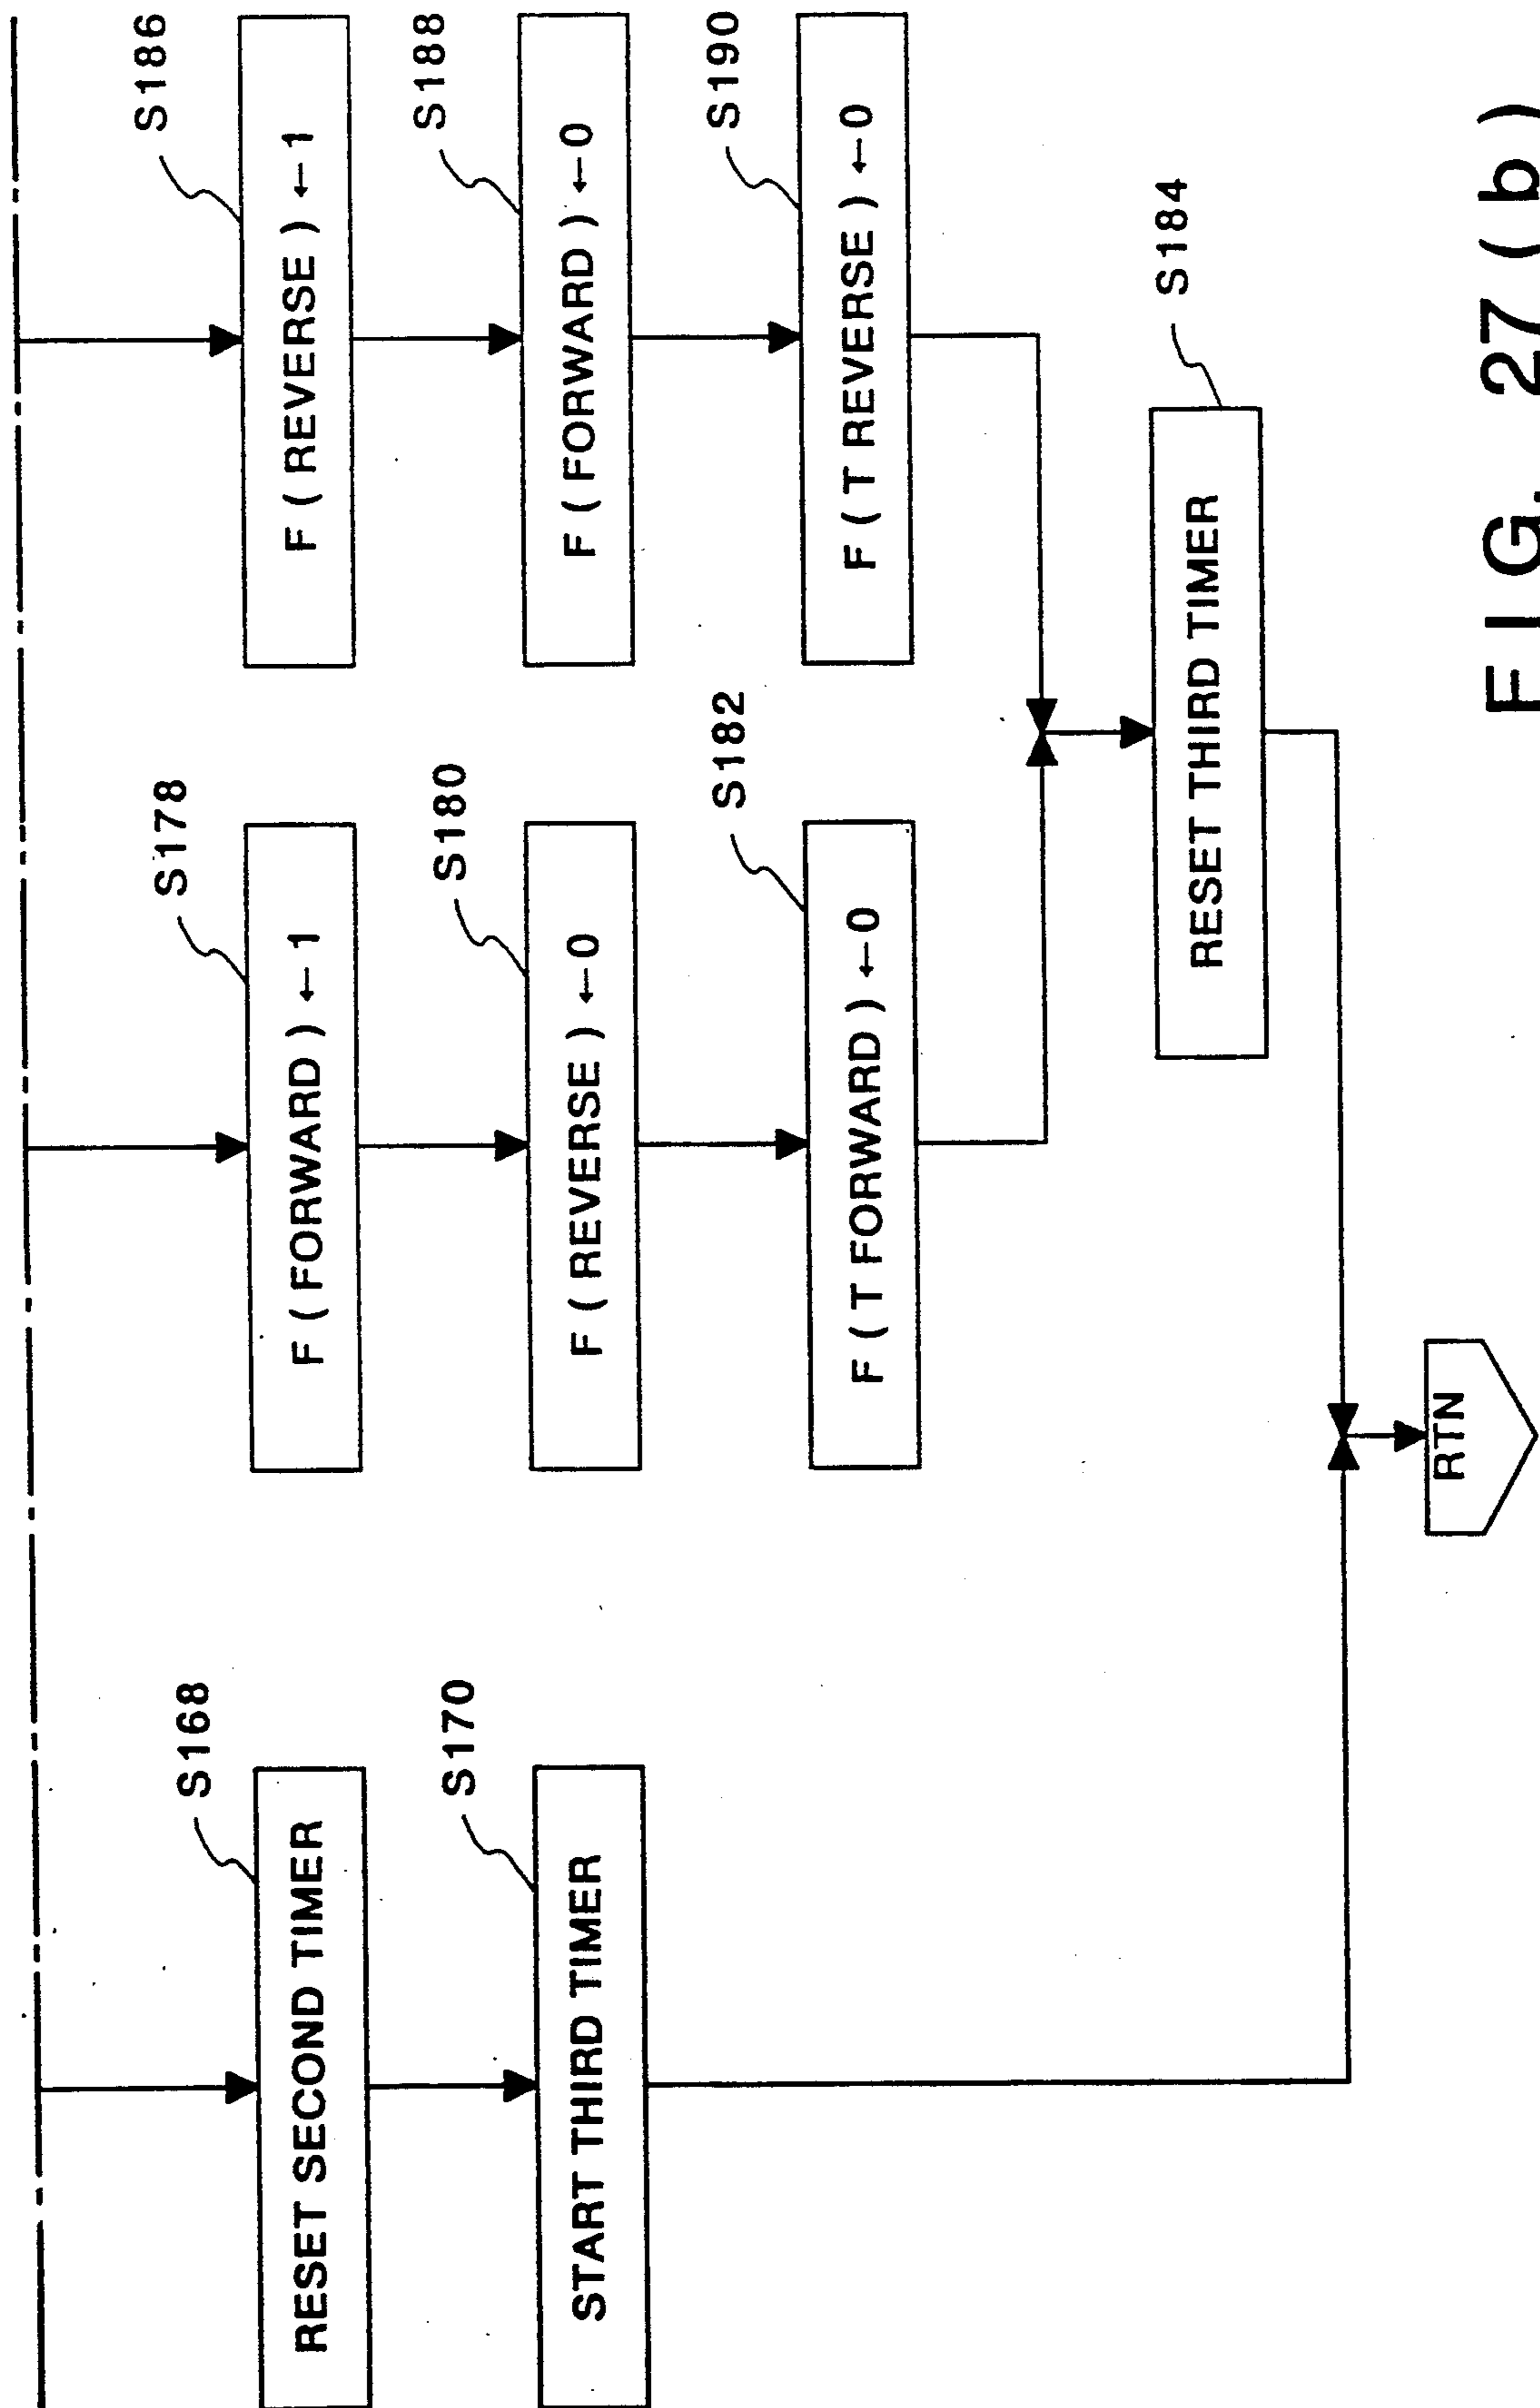 S168
RESET SECOND TIMER
S170
START THIRD TIMER
S178
F ( FORWARD ) ←1
S180
F ( REVERSE ) ←0
S182
F ( T FORWARD ) ←0
S186
F ( REVERSE ) ←1
S188
F ( FORWARD ) ←0
S190
F ( T REVERSE ) ←0
S184
RESET THIRD TIMER
RTN
FIG. 27 (b)